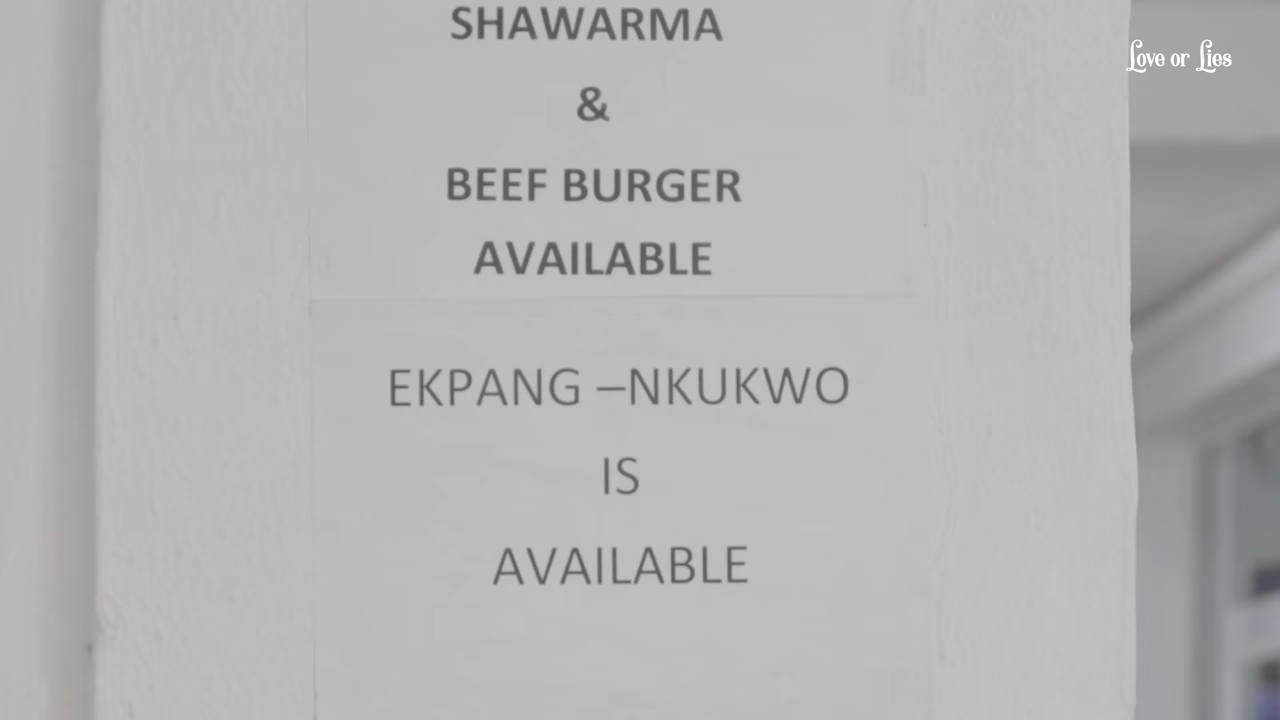 SHAWARMA
&
BEEF BURGER
AVAILABLE
EKPANG –NKUKWO
IS
AVAILABLE
Love or Lies